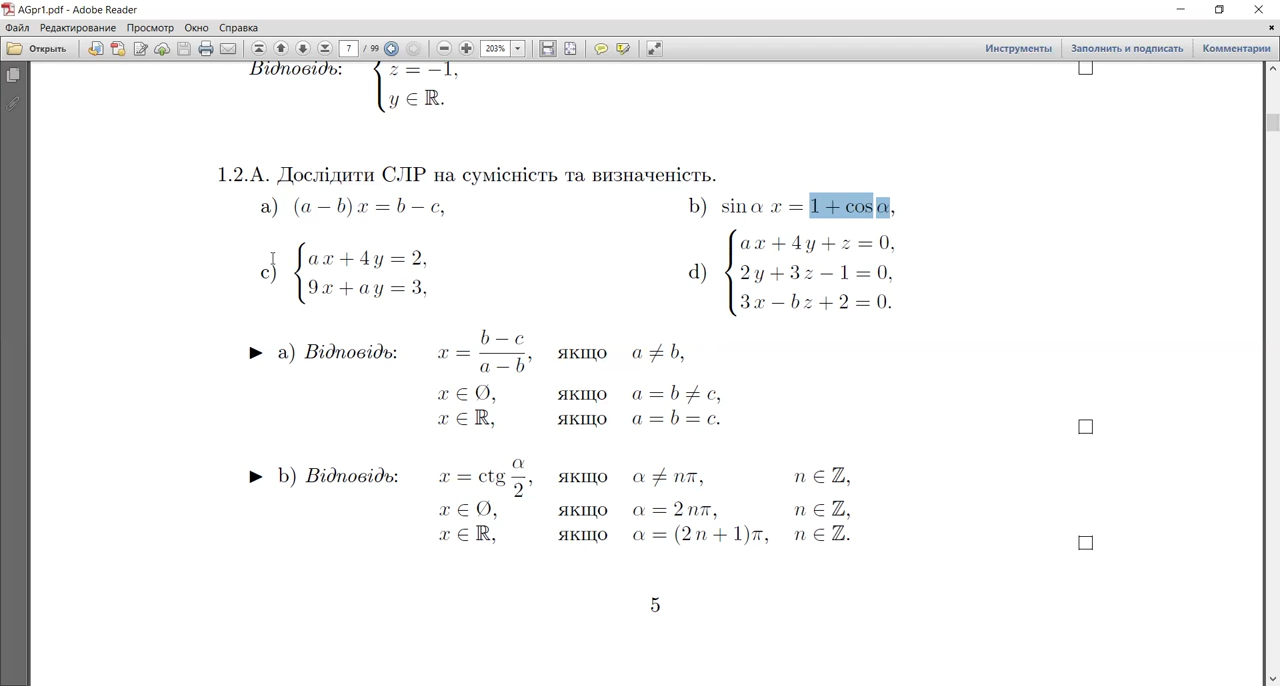 AGpr1.pdf - Adobe Reader
Файл Редактирование Просмотр Окно Справка
Открыть 7 / 99 203% Инструменты Заполнить и подписать Комментарии
Відповідь: { z = −1,
y ∈ ℝ. □
1.2.A. Дослідити СЛР на сумісність та визначеність.
a) (a − b) x = b − c, b) sin α x = 1 + cos α,
c) { a x + 4 y = 2,
9 x + a y = 3,
d) { a x + 4 y + z = 0,
2 y + 3 z − 1 = 0,
3 x − b z + 2 = 0.
► a) Відповідь: x = (b − c)/(a − b), якщо a ≠ b,
x ∈ Ø, якщо a = b ≠ c,
x ∈ ℝ, якщо a = b = c. □
► b) Відповідь: x = ctg α/2, якщо α ≠ nπ, n ∈ ℤ,
x ∈ Ø, якщо α = 2 nπ, n ∈ ℤ,
x ∈ ℝ, якщо α = (2 n + 1)π, n ∈ ℤ. □
5